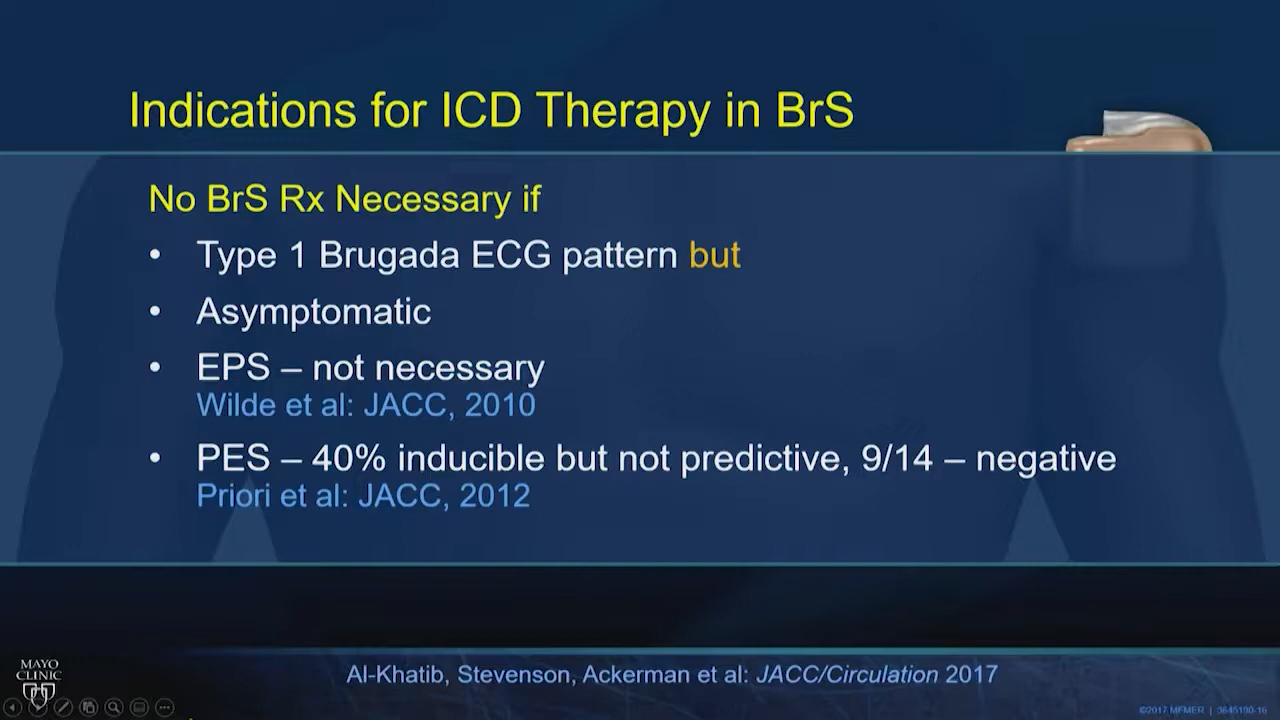 Indications for ICD Therapy in BrS
No BrS Rx Necessary if
• Type 1 Brugada ECG pattern but
• Asymptomatic
• EPS – not necessary
Wilde et al: JACC, 2010
• PES – 40% inducible but not predictive, 9/14 – negative
Priori et al: JACC, 2012
Al-Khatib, Stevenson, Ackerman et al: JACC/Circulation 2017
MAYO
CLINIC
©2017 MFMER | 3645190-16